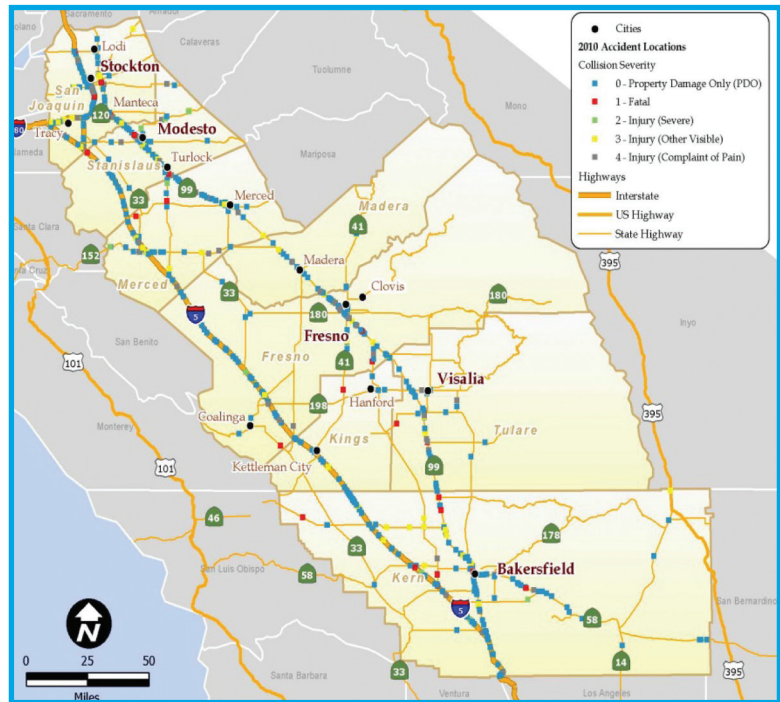 Sacramento
Amador
Alpine
Solano
Lodi
Calaveras
Stockton
Tuolumne
San
Joaquin
Manteca
Mono
120
Modesto
80
Tracy
Alameda
Turlock
Mariposa
Stanislaus
99
33
Merced
Madera
41
Santa Clara
152
395
Madera
Santa Cruz
Merced
33
Clovis
180
180
5
Inyo
San Benito
Fresno
101
Fresno
41
Visalia
Hanford
198
395
Coalinga
Monterey
Kings
Tulare
Kettleman City
99
101
46
178
33
San Luis Obispo
58
Bakersfield
Kern
5
San Bernardino
58
N
14
395
33
Santa Barbara
Ventura
Los Angeles
0 25 50
Miles
Cities
2010 Accident Locations
Collision Severity
0 - Property Damage Only (PDO)
1 - Fatal
2 - Injury (Severe)
3 - Injury (Other Visible)
4 - Injury (Complaint of Pain)
Highways
Interstate
US Highway
State Highway